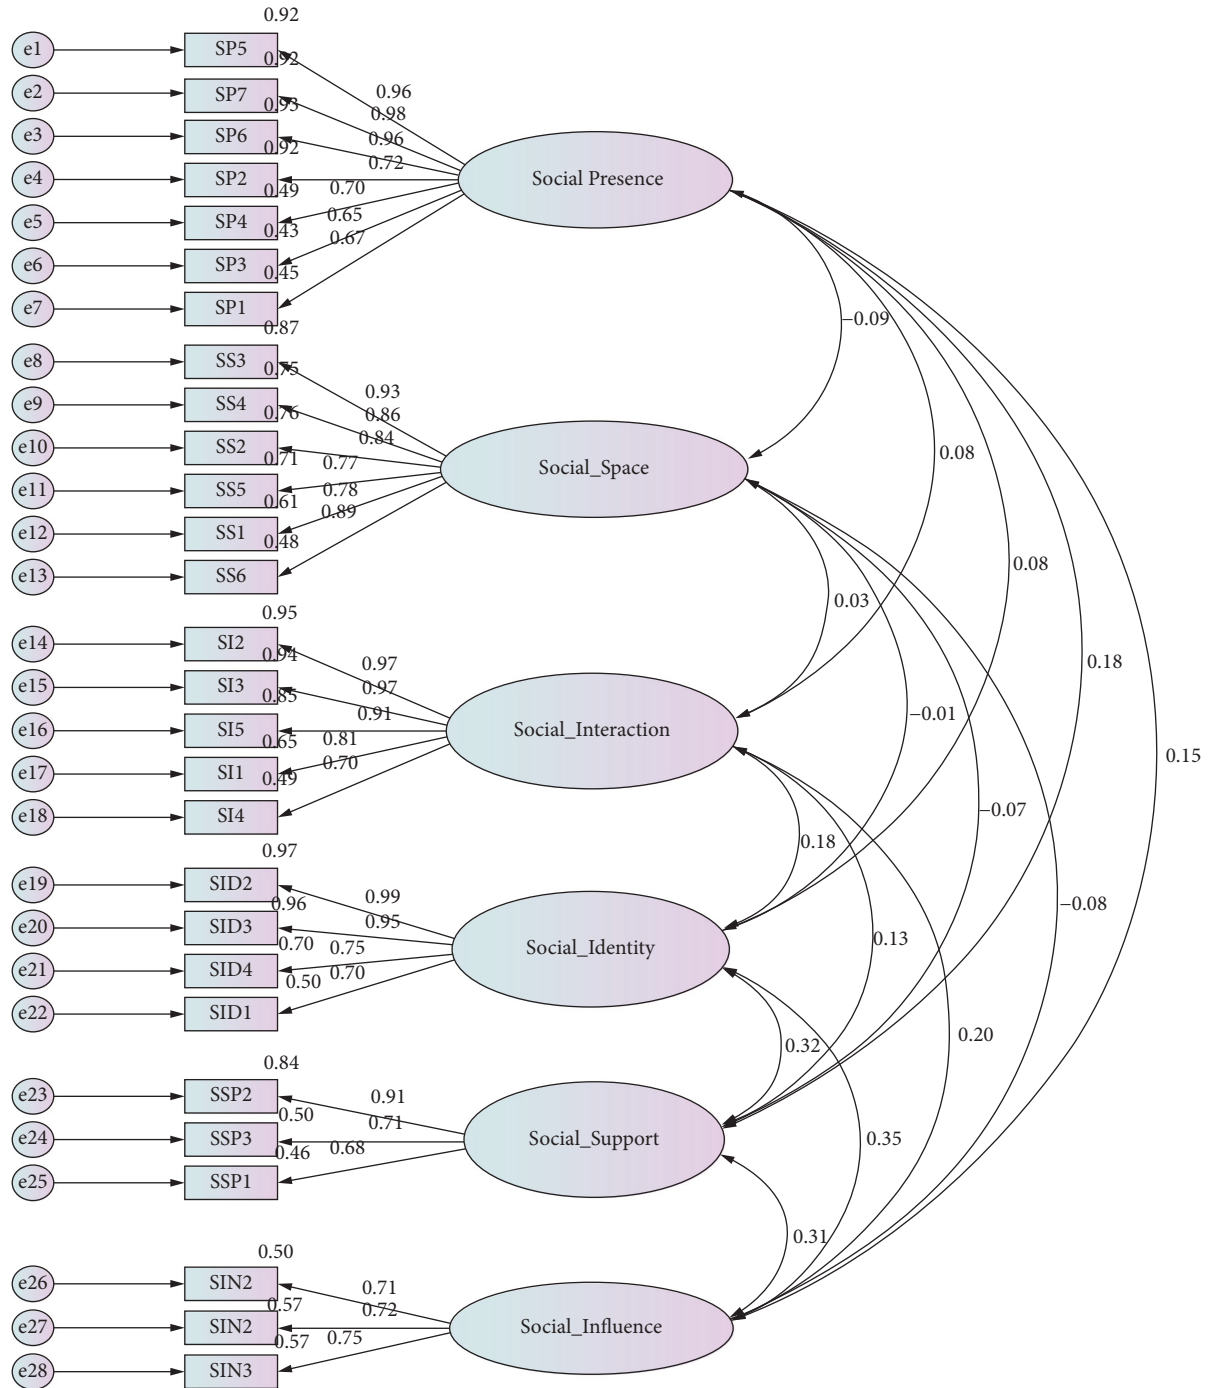 0.92
e1 SP5
0.92
e2 SP7 0.96
0.93 0.98
e3 SP6 0.96
0.92 0.72
e4 SP2 Social Presence
0.49 0.70
e5 SP4 0.65
0.43 0.67
e6 SP3
0.45
e7 SP1
−0.09
0.87
e8 SS3
0.75
0.93
e9 SS4
0.76 0.86
0.84
e10 SS2 0.08
0.71 0.77 Social_Space
e11 SS5 0.78
0.61 0.89
e12 SS1
0.48
0.08
e13 SS6
0.03
0.95
e14 SI2
0.94 0.97 0.18
e15 SI3 0.97
0.85 0.91 −0.01
e16 SI5 Social_Interaction
0.65 0.81 0.15
0.70
e17 SI1
0.49 −0.07
e18 SI4
0.18
0.97
e19 SID2
0.99
0.96 −0.08
0.95
e20 SID3
0.70 0.75 Social_Identity 0.13
e21 SID4 0.70
0.50
e22 SID1
0.20
0.32
0.84
e23 SSP2 0.91
0.50 0.71
e24 SSP3 Social_Support 0.35
0.46 0.68
e25 SSP1
0.31
0.50
e26 SIN2 0.71
0.57 0.72
e27 SIN2 Social_Influence
0.57 0.75
e28 SIN3